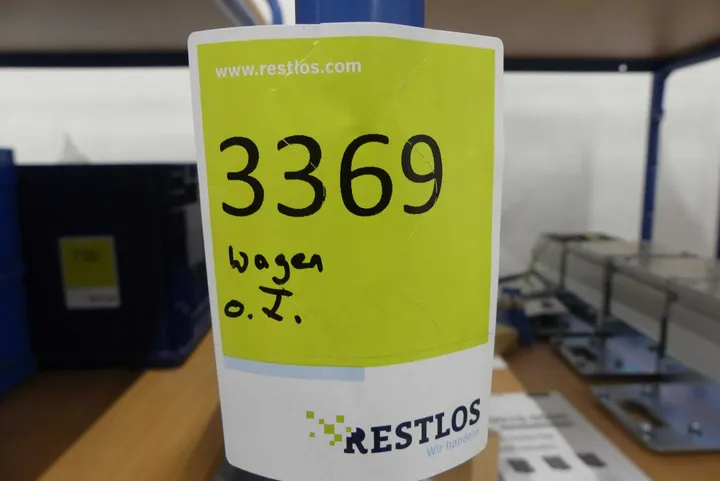 www.restlos.com
3369
Wagen
o.I.
RESTLOS
Wir handeln